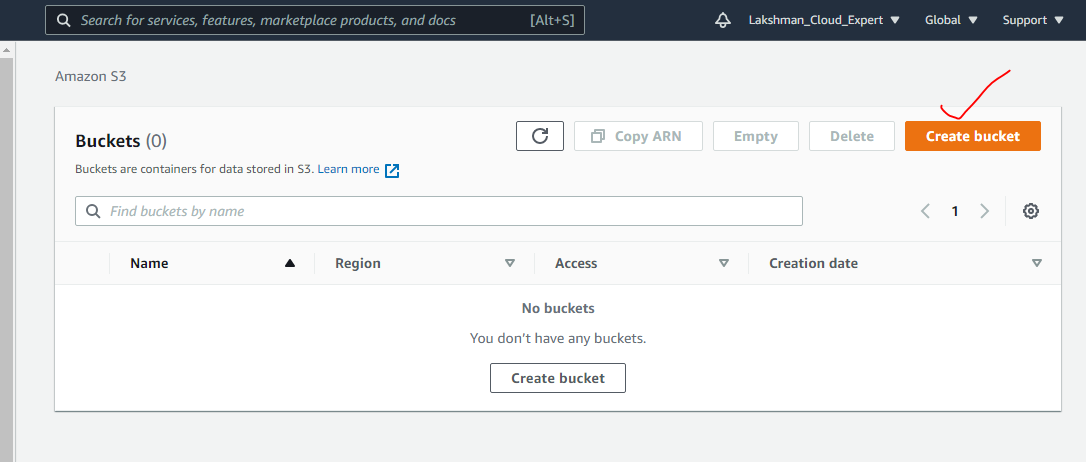 Search for services, features, marketplace products, and docs [Alt+S] Lakshman_Cloud_Expert Global Support
Amazon S3
Buckets (0) Copy ARN Empty Delete Create bucket
Buckets are containers for data stored in S3. Learn more
Find buckets by name 1
Name Region Access Creation date
No buckets
You don't have any buckets.
Create bucket